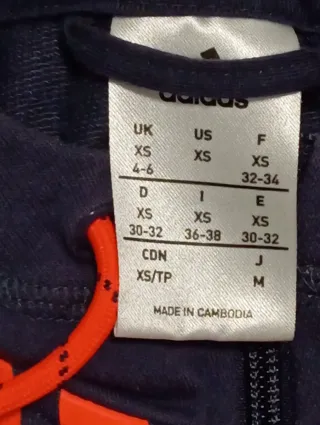 adidas
UK US F
XS XS XS
4-6 32-34
D I E
XS XS XS
30-32 36-38 30-32
CDN J
XS/TP M
MADE IN CAMBODIA